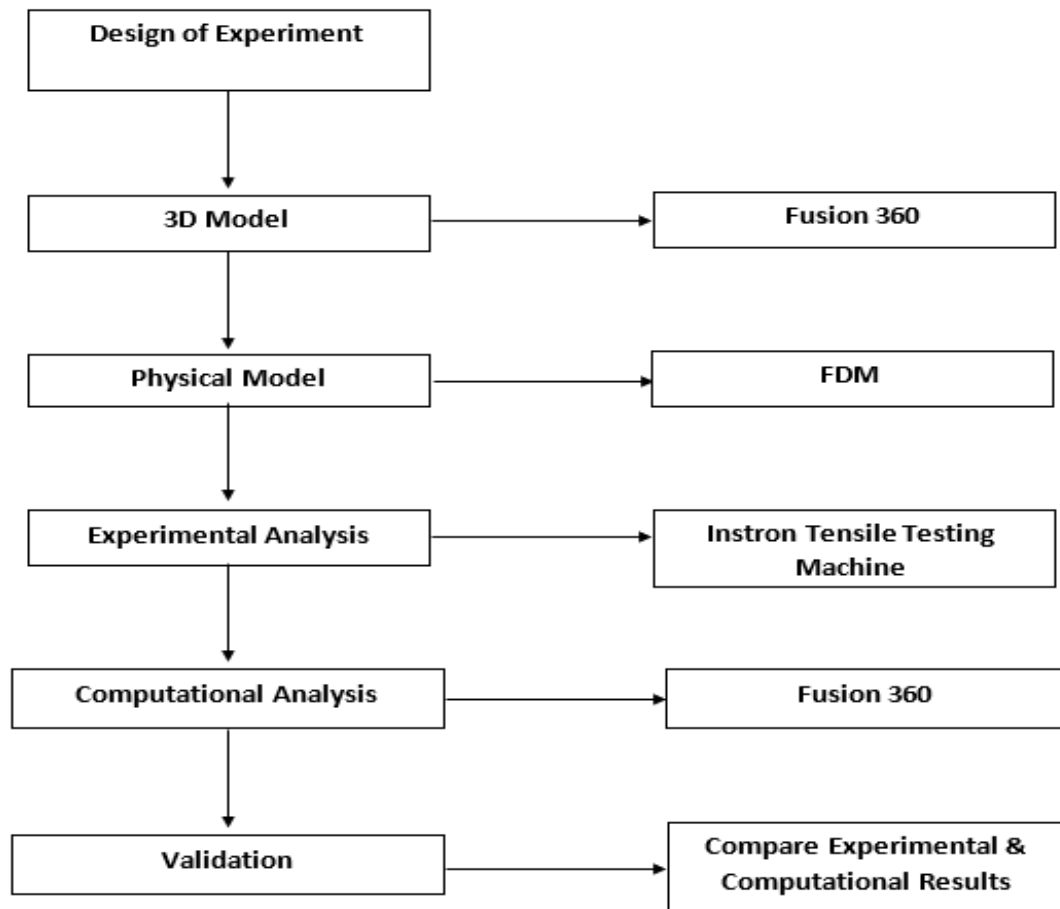 Design of Experiment
3D Model
Fusion 360
Physical Model
FDM
Experimental Analysis
Instron Tensile Testing
Machine
Computational Analysis
Fusion 360
Validation
Compare Experimental &
Computational Results